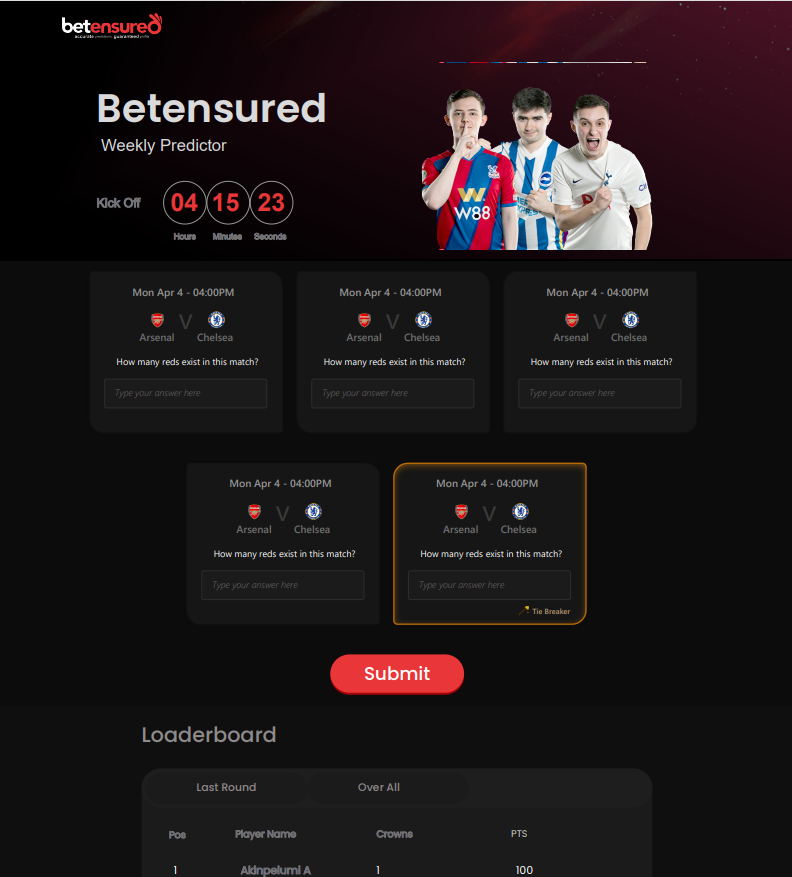 betensured
accurate predictions guaranteed profits
Betensured
Weekly Predictor
W88
Kick Off
04 15 23
Hours Minutes Seconds
Mon Apr 4 - 04:00PM Mon Apr 4 - 04:00PM Mon Apr 4 - 04:00PM
V V V
Arsenal Chelsea Arsenal Chelsea Arsenal Chelsea
How many reds exist in this match? How many reds exist in this match? How many reds exist in this match?
Type your answer here Type your answer here Type your answer here
Mon Apr 4 - 04:00PM Mon Apr 4 - 04:00PM
V V
Arsenal Chelsea Arsenal Chelsea
How many reds exist in this match? How many reds exist in this match?
Type your answer here Type your answer here
Tie Breaker
Submit
Loaderboard
Last Round Over All
Pos Player Name Crowns PTS
1 Akinpelumi A 1 100